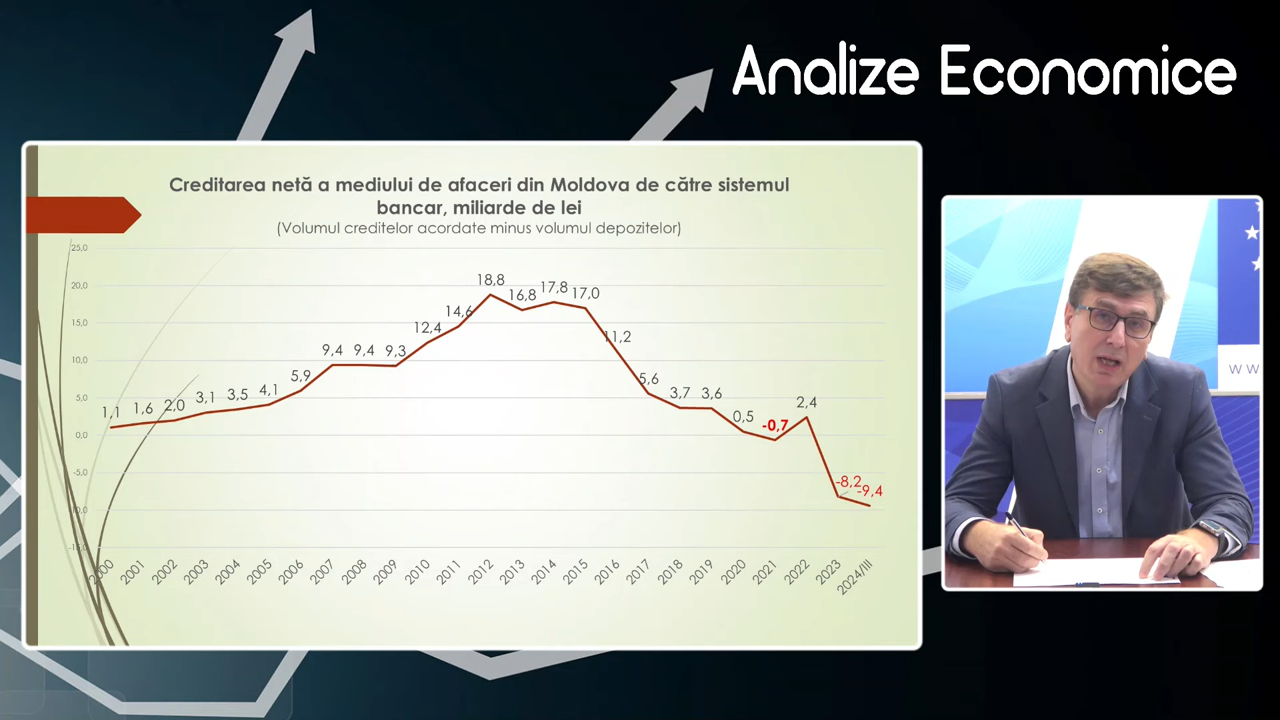 Analize Economice
Creditarea netă a mediului de afaceri din Moldova de către sistemul
bancar, miliarde de lei
(Volumul creditelor acordate minus volumul depozitelor)
25,0
20,0
15,0
10,0
5,0
0,0
-5,0
-10,0
-15,0
1,1 1,6 2,0 3,1 3,5 4,1 5,9 9,4 9,4 9,3 12,4 14,6 18,8 16,8 17,8 17,0 11,2 5,6 3,7 3,6 0,5 -0,7 2,4 -8,2 -9,4
2000 2001 2002 2003 2004 2005 2006 2007 2008 2009 2010 2011 2012 2013 2014 2015 2016 2017 2018 2019 2020 2021 2022 2023 2024/III
W W